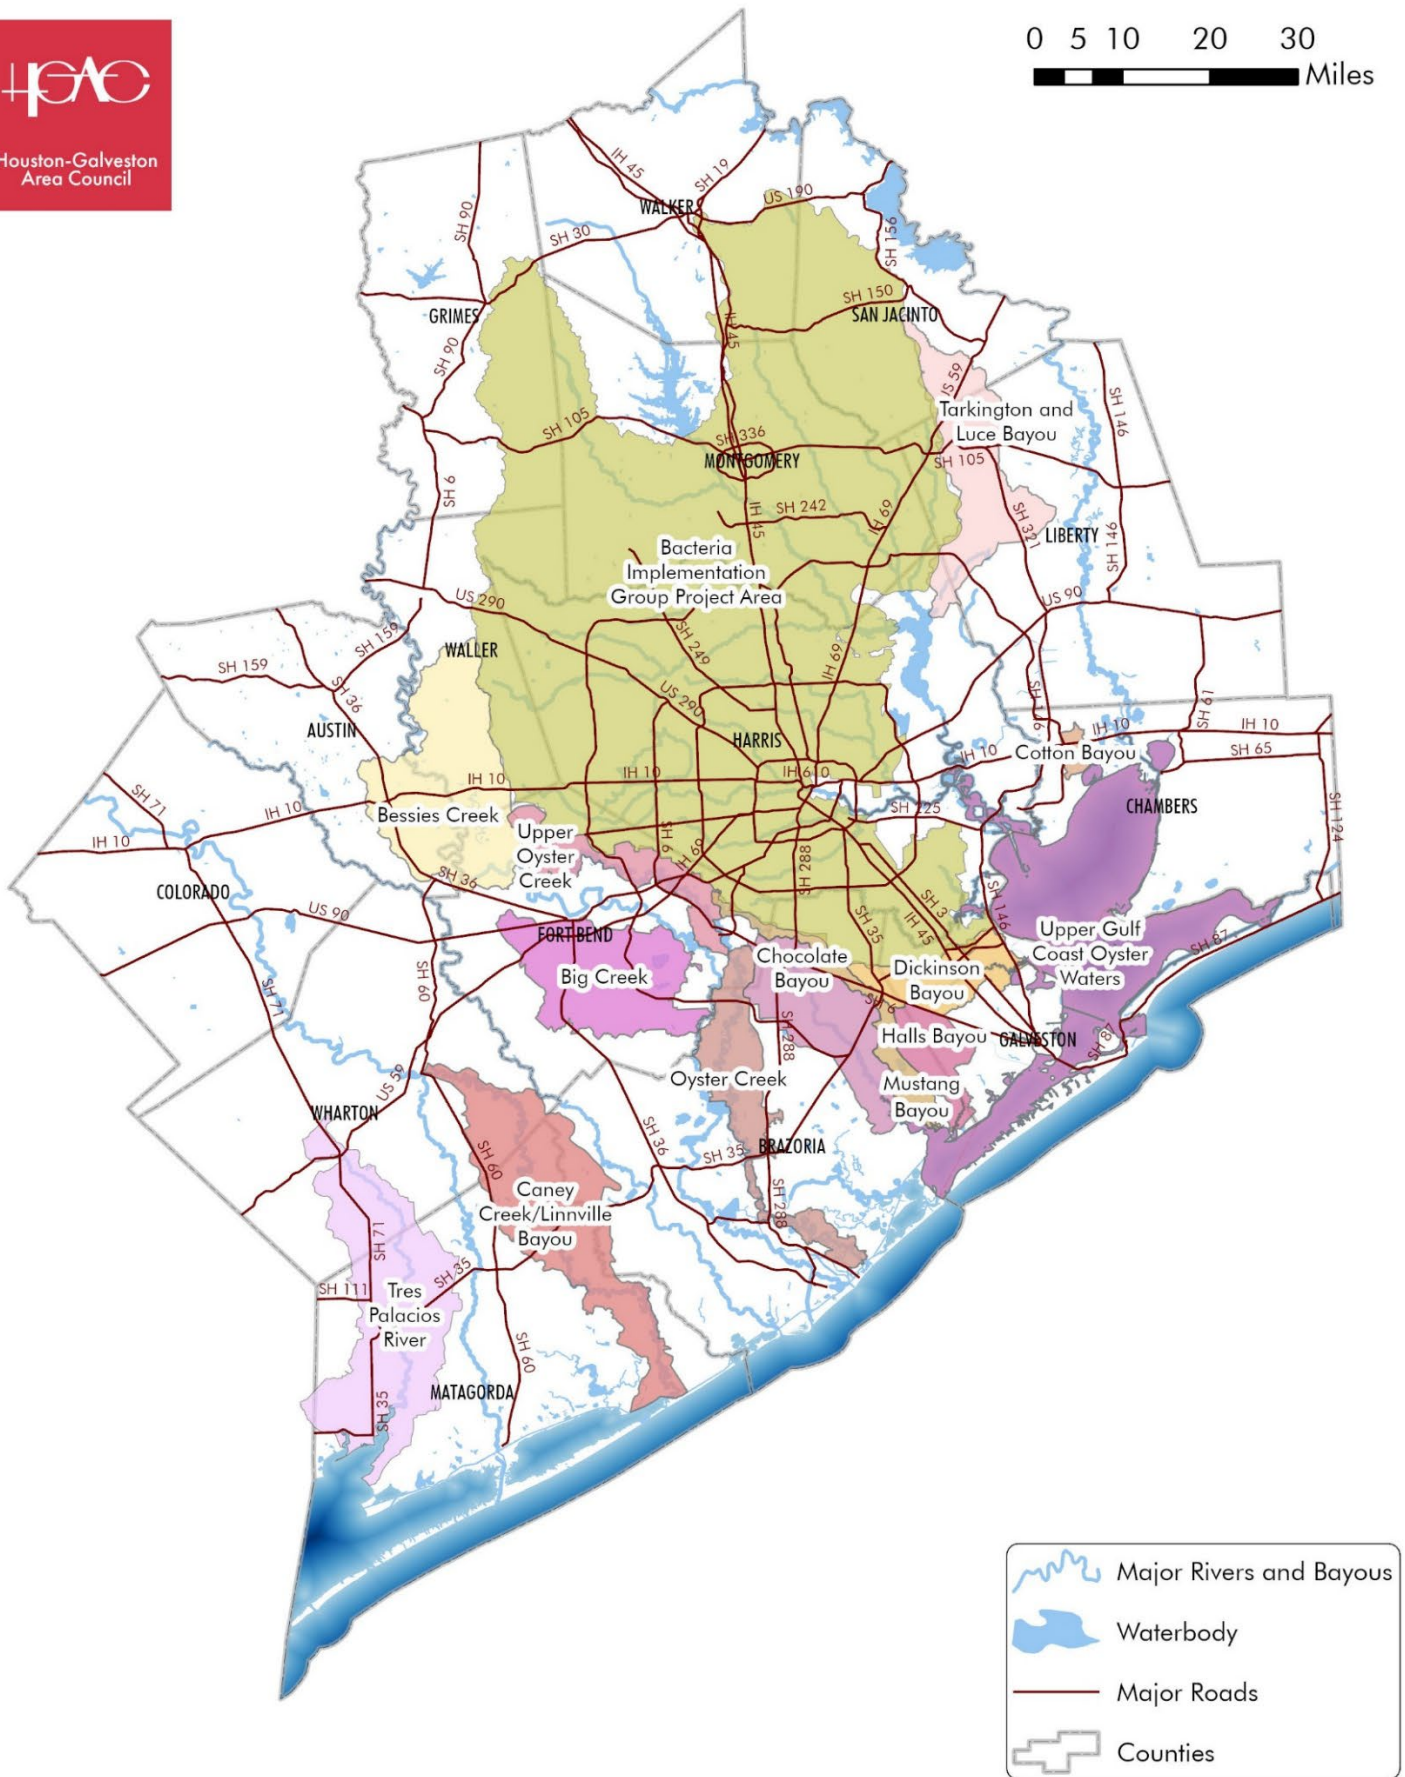 Houston-Galveston
Area Council
0 5 10 20 30
Miles
IH 45
SH 19
WALKER
US 190
SH 90
SH 30
SH 156
SH 150
SAN JACINTO
GRIMES
IH 45
SH 90
US 59
Tarkington and
Luce Bayou
SH 146
SH 105
SH 336
MONTGOMERY
SH 105
SH 6
SH 242
IH 45
IH 69
SH 321
LIBERTY
SH 146
Bacteria
Implementation
Group Project Area
US 290
US 90
SH 159
SH 249
WALLER
SH 159
IH 69
SH 36
US 290
SH 146
SH 61
AUSTIN
HARRIS
IH 10
IH 10
Cotton Bayou
IH 10
SH 65
IH 10
IH 10
IH 610
SH 71
IH 10
Bessies Creek
SH 225
CHAMBERS
SH 124
IH 10
Upper
Oyster
Creek
SH 6
IH 69
SH 288
SH 36
COLORADO
US 90
SH 3
SH 146
SH 35
IH 45
FORT BEND
Upper Gulf
Coast Oyster
Waters
SH 87
Chocolate
Bayou
Dickinson
Bayou
Big Creek
SH 60
SH 71
SH 6
SH 288
Halls Bayou
GALVESTON
SH 87
Oyster Creek
Mustang
Bayou
US 59
WHARTON
SH 36
SH 35
BRAZORIA
SH 60
Caney
Creek/Linnville
Bayou
SH 288
SH 71
SH 35
SH 111
Tres
Palacios
River
SH 60
MATAGORDA
SH 35
Major Rivers and Bayous
Waterbody
Major Roads
Counties